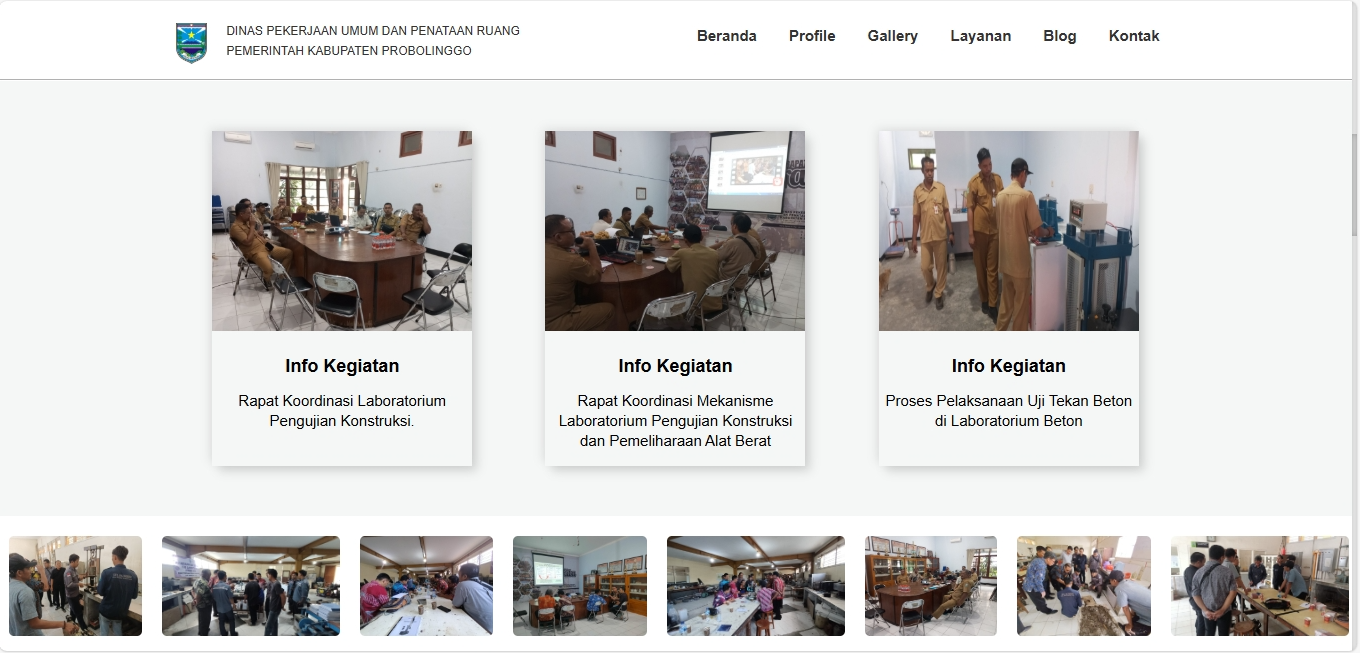 DINAS PEKERJAAN UMUM DAN PENATAAN RUANG
PEMERINTAH KABUPATEN PROBOLINGGO
Beranda Profile Gallery Layanan Blog Kontak
Info Kegiatan
Rapat Koordinasi Laboratorium
Pengujian Konstruksi.
Info Kegiatan
Rapat Koordinasi Mekanisme
Laboratorium Pengujian Konstruksi
dan Pemeliharaan Alat Berat
Info Kegiatan
Proses Pelaksanaan Uji Tekan Beton
di Laboratorium Beton